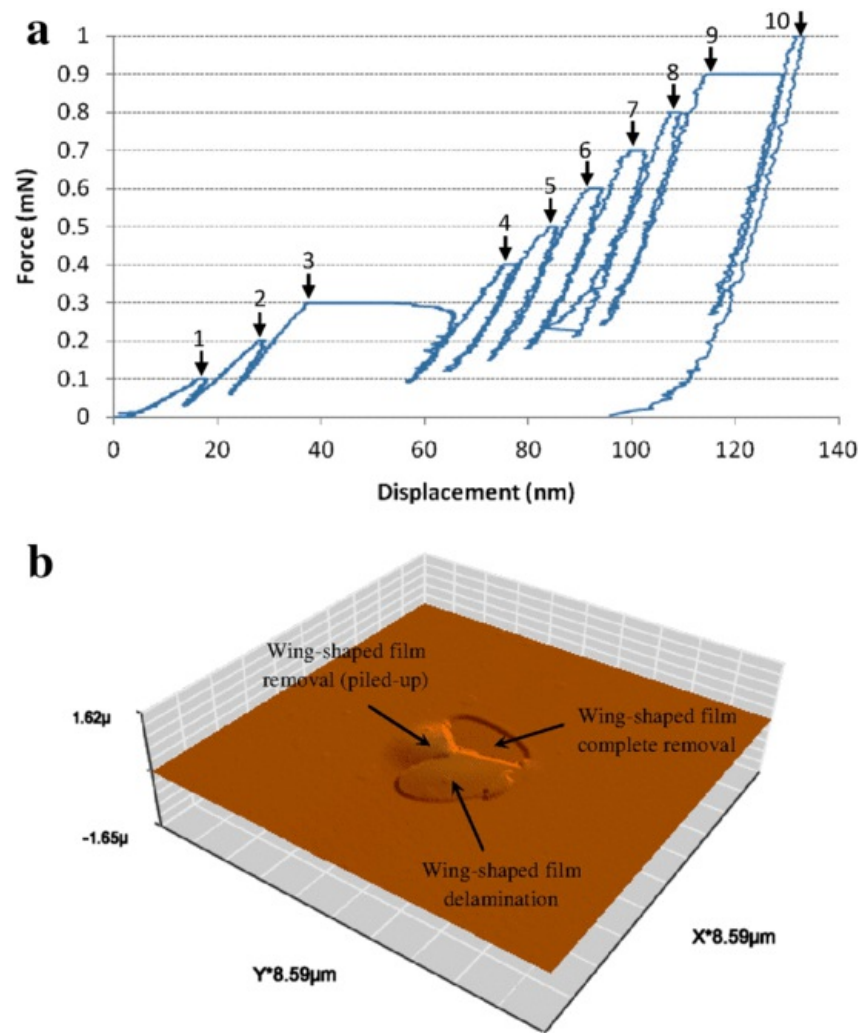 a
1
0.9
0.8
0.7
0.6
0.5
0.4
0.3
0.2
0.1
0
Force (mN)
1
2
3
4
5
6
7
8
9
10
0 20 40 60 80 100 120 140
Displacement (nm)
b
Wing-shaped film
removal (piled-up)
Wing-shaped film
complete removal
Wing-shaped film
delamination
1.62µ
-1.65µ
Y*8.59µm
X*8.59µm